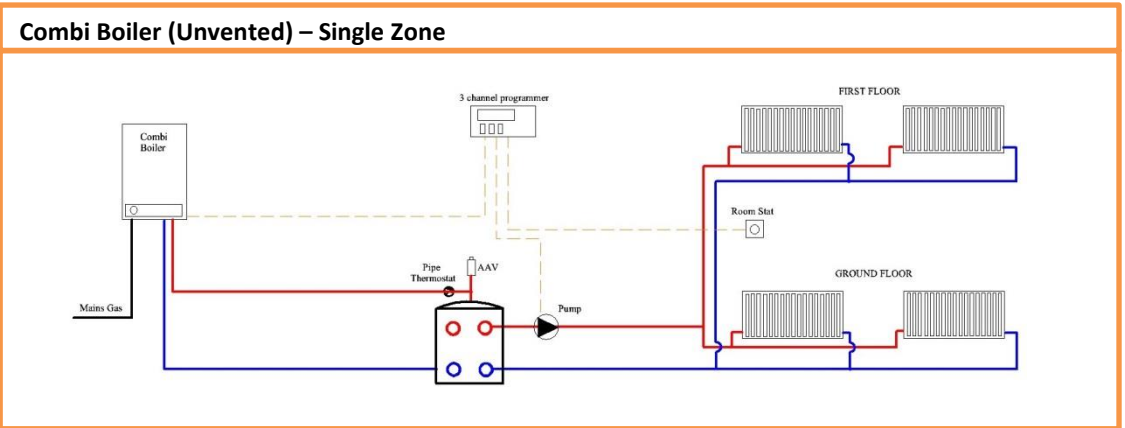 Combi Boiler (Unvented) – Single Zone
3 channel programmer
FIRST FLOOR
Combi
Boiler
Room Stat
Pipe
Thermostat
AAV
GROUND FLOOR
Mains Gas
Pump